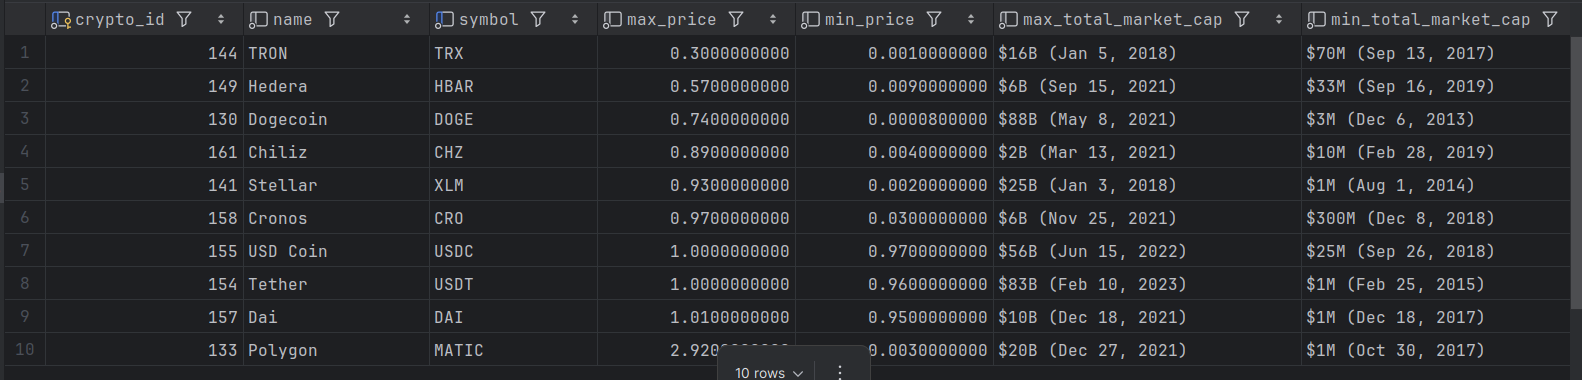 crypto_id name symbol max_price min_price max_total_market_cap min_total_market_cap
1 144 TRON TRX 0.3000000000 0.0010000000 $16B (Jan 5, 2018) $70M (Sep 13, 2017)
2 149 Hedera HBAR 0.5700000000 0.0090000000 $6B (Sep 15, 2021) $33M (Sep 16, 2019)
3 130 Dogecoin DOGE 0.7400000000 0.0000800000 $88B (May 8, 2021) $3M (Dec 6, 2013)
4 161 Chiliz CHZ 0.8900000000 0.0040000000 $2B (Mar 13, 2021) $10M (Feb 28, 2019)
5 141 Stellar XLM 0.9300000000 0.0020000000 $25B (Jan 3, 2018) $1M (Aug 1, 2014)
6 158 Cronos CRO 0.9700000000 0.0300000000 $6B (Nov 25, 2021) $300M (Dec 8, 2018)
7 155 USD Coin USDC 1.0000000000 0.9700000000 $56B (Jun 15, 2022) $25M (Sep 26, 2018)
8 154 Tether USDT 1.0000000000 0.9600000000 $83B (Feb 10, 2023) $1M (Feb 25, 2015)
9 157 Dai DAI 1.0100000000 0.9500000000 $10B (Dec 18, 2021) $1M (Dec 18, 2017)
10 133 Polygon MATIC 2.9200000000 0.0030000000 $20B (Dec 27, 2021) $1M (Oct 30, 2017)
10 rows